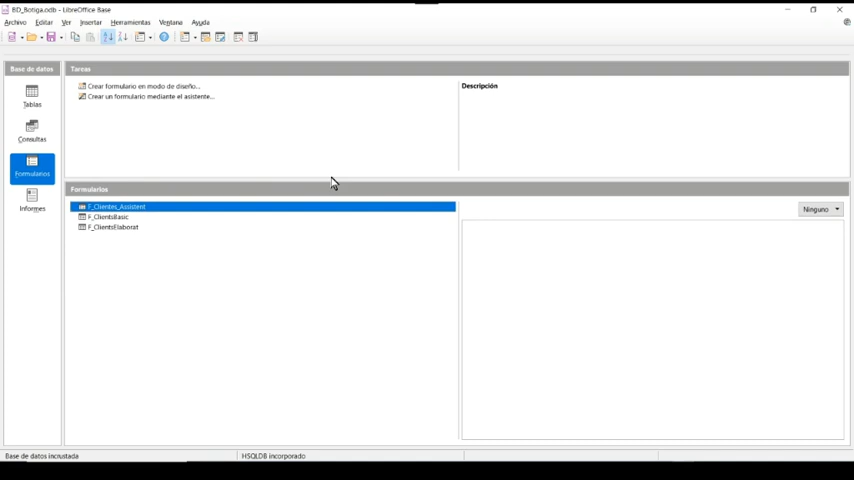 BD_Botiga.odb - LibreOffice Base
Archivo Editar Ver Insertar Herramientas Ventana Ayuda
Base de datos
Tareas
Crear formulario en modo de diseño...
Crear un formulario mediante el asistente...
Descripción
Tablas
Consultas
Formularios
Informes
Formularios
F_Clientes_Assistent
F_ClientsBasic
F_ClientsElaborat
Ninguno
Base de datos incrustada
HSQLDB incorporado